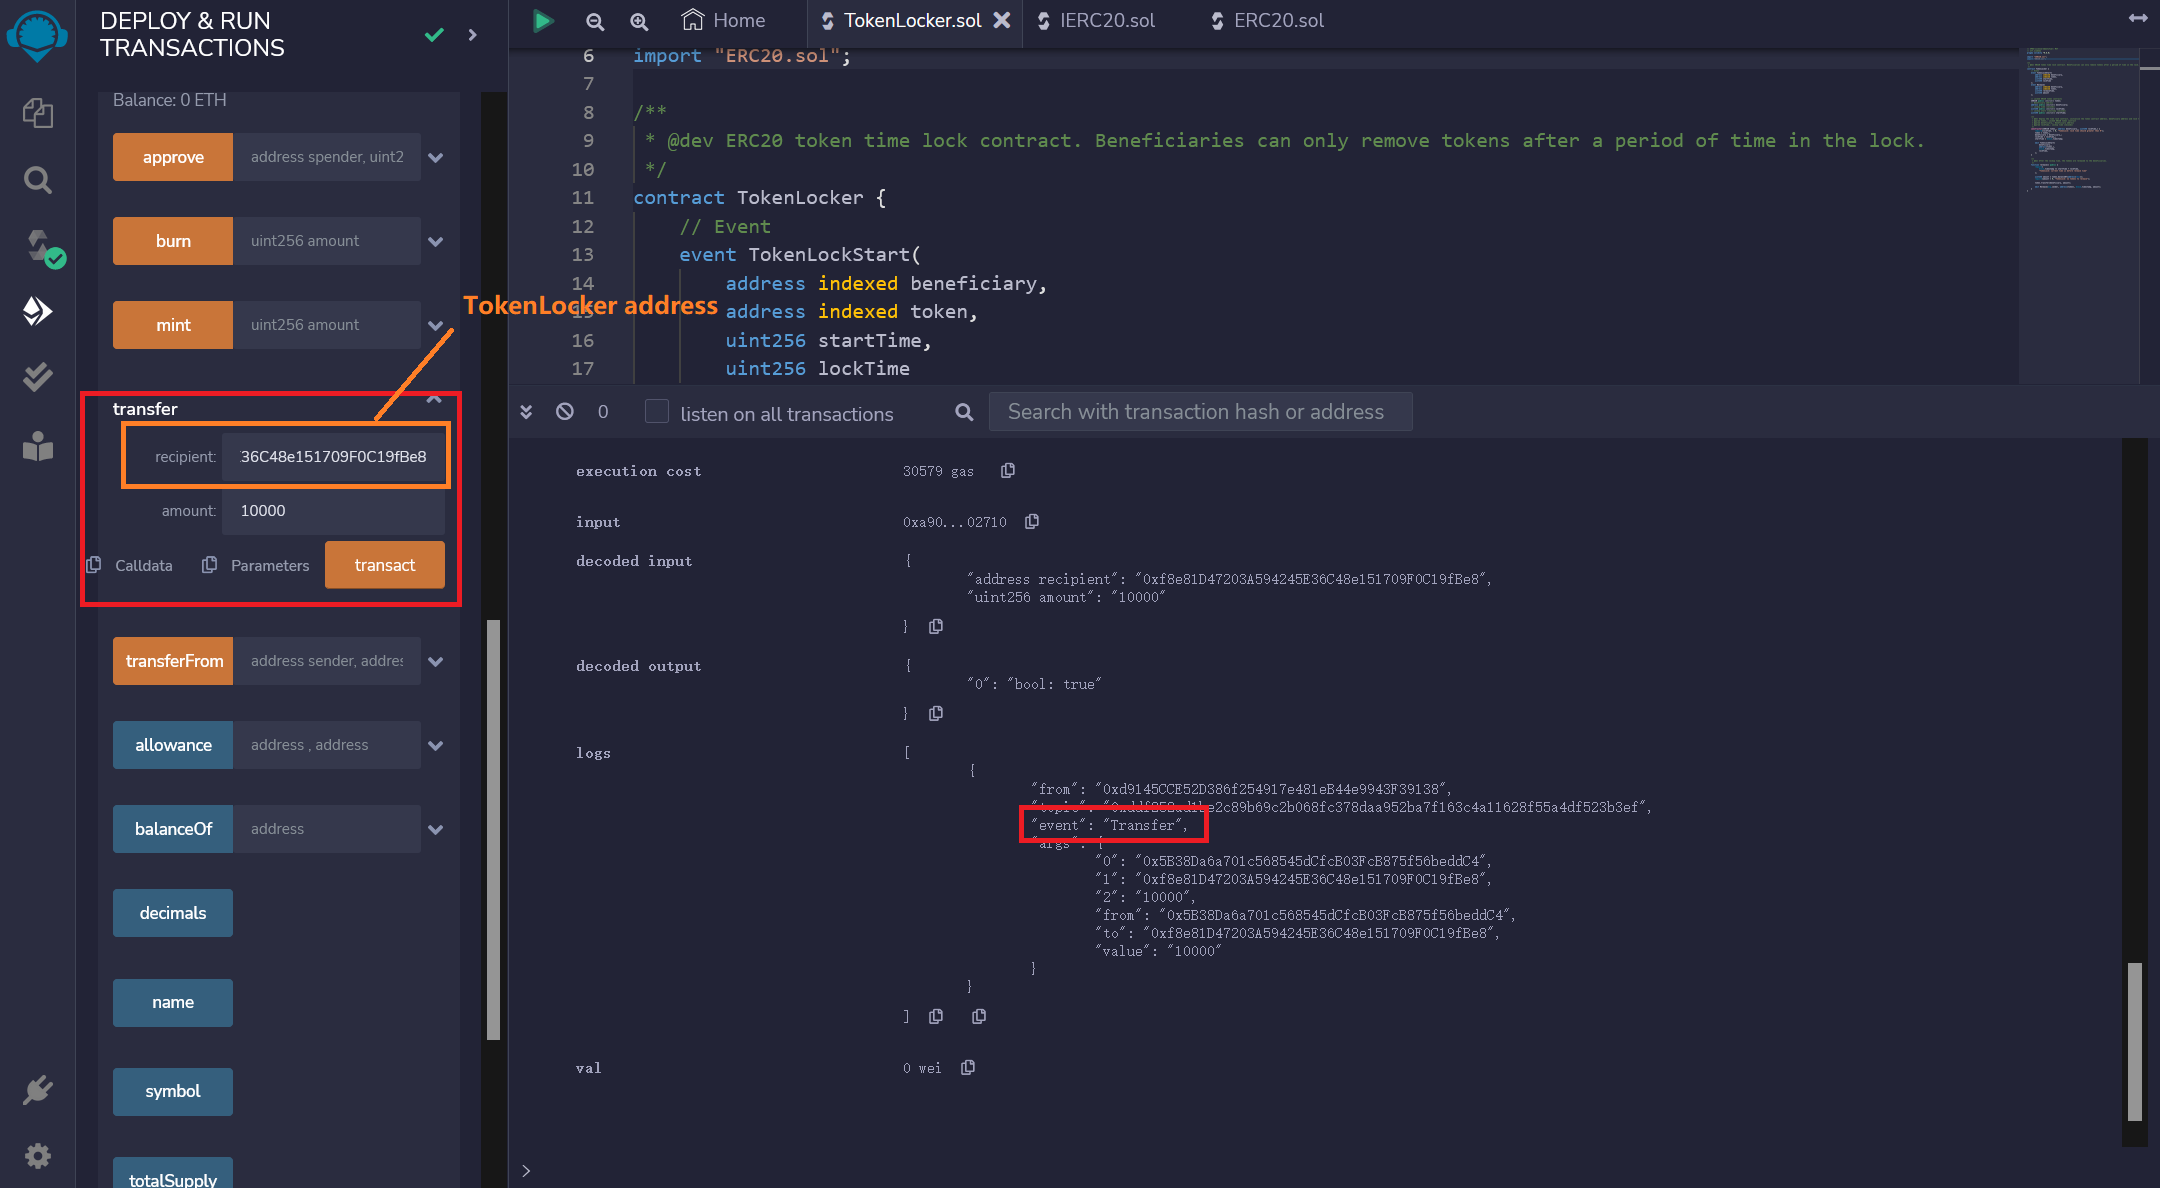 DEPLOY & RUN
TRANSACTIONS
Balance: 0 ETH
approve address spender, uint2
burn uint256 amount
mint uint256 amount
TokenLocker address
transfer
recipient: 36C48e151709F0C19fBe8
amount: 10000
Calldata Parameters transact
transferFrom address sender, addres
allowance address , address
balanceOf address
decimals
name
symbol
totalSupply
Home TokenLocker.sol IERC20.sol ERC20.sol
6 import "ERC20.sol";
7
8 /**
9 * @dev ERC20 token time lock contract. Beneficiaries can only remove tokens after a period of time in the lock.
10 */
11 contract TokenLocker {
12 // Event
13 event TokenLockStart(
14 address indexed beneficiary,
15 address indexed token,
16 uint256 startTime,
17 uint256 lockTime
0 listen on all transactions Search with transaction hash or address
execution cost 30579 gas
input 0xa90...02710
decoded input {
"address recipient": "0xf8e81D47203A594245E36C48e151709F0C19fBe8",
"uint256 amount": "10000"
}
decoded output {
"0": "bool: true"
}
logs [
{
"from": "0xd9145CCE52D386f254917e481eB44e9943F39138",
"topic": "0xddf252ad1be2c89b69c2b068fc378daa952ba7f163c4a11628f55a4df523b3ef",
"event": "Transfer",
"args": {
"0": "0x5B38Da6a701c568545dCfcB03FcB875f56beddC4",
"1": "0xf8e81D47203A594245E36C48e151709F0C19fBe8",
"2": "10000",
"from": "0x5B38Da6a701c568545dCfcB03FcB875f56beddC4",
"to": "0xf8e81D47203A594245E36C48e151709F0C19fBe8",
"value": "10000"
}
}
]
val 0 wei
>